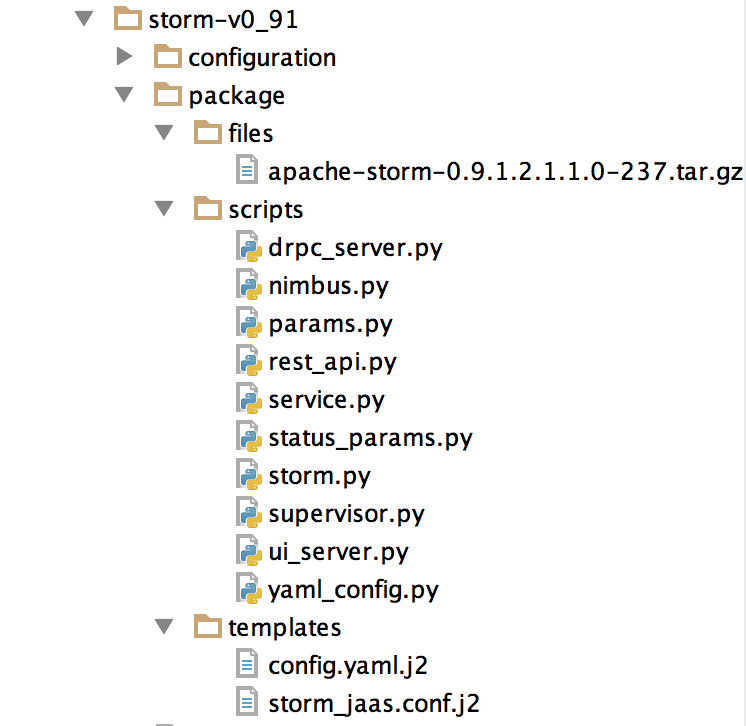 storm-v0_91
configuration
package
files
apache-storm-0.9.1.2.1.1.0-237.tar.gz
scripts
drpc_server.py
nimbus.py
params.py
rest_api.py
service.py
status_params.py
storm.py
supervisor.py
ui_server.py
yaml_config.py
templates
config.yaml.j2
storm_jaas.conf.j2